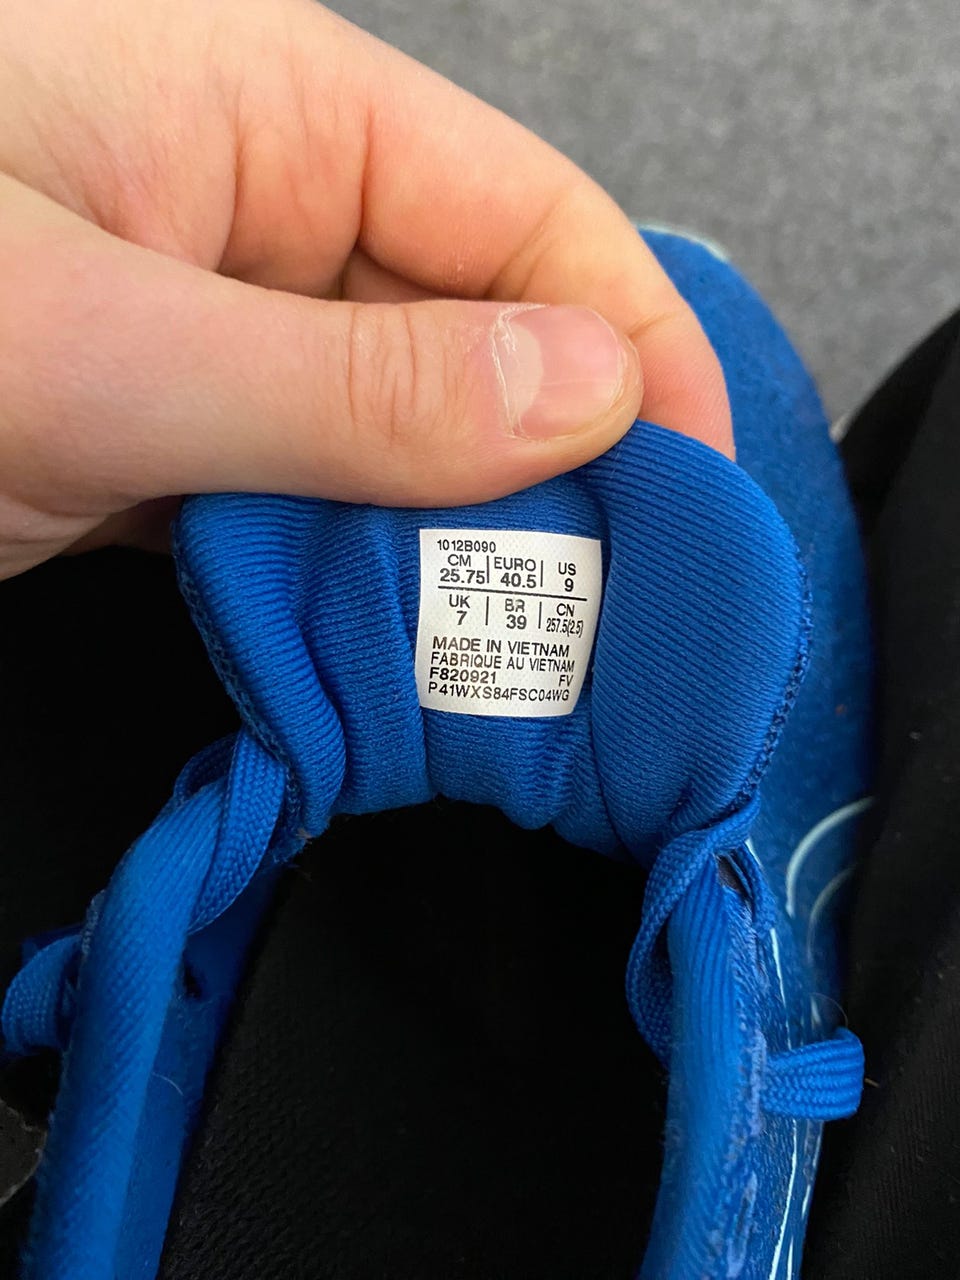 1012B090
CM EURO US
25.75 40.5 9
UK BR CN
7 39 257.5(2.5)
MADE IN VIETNAM
FABRIQUE AU VIETNAM
F820921 FV
P41WXS84FSC04WG